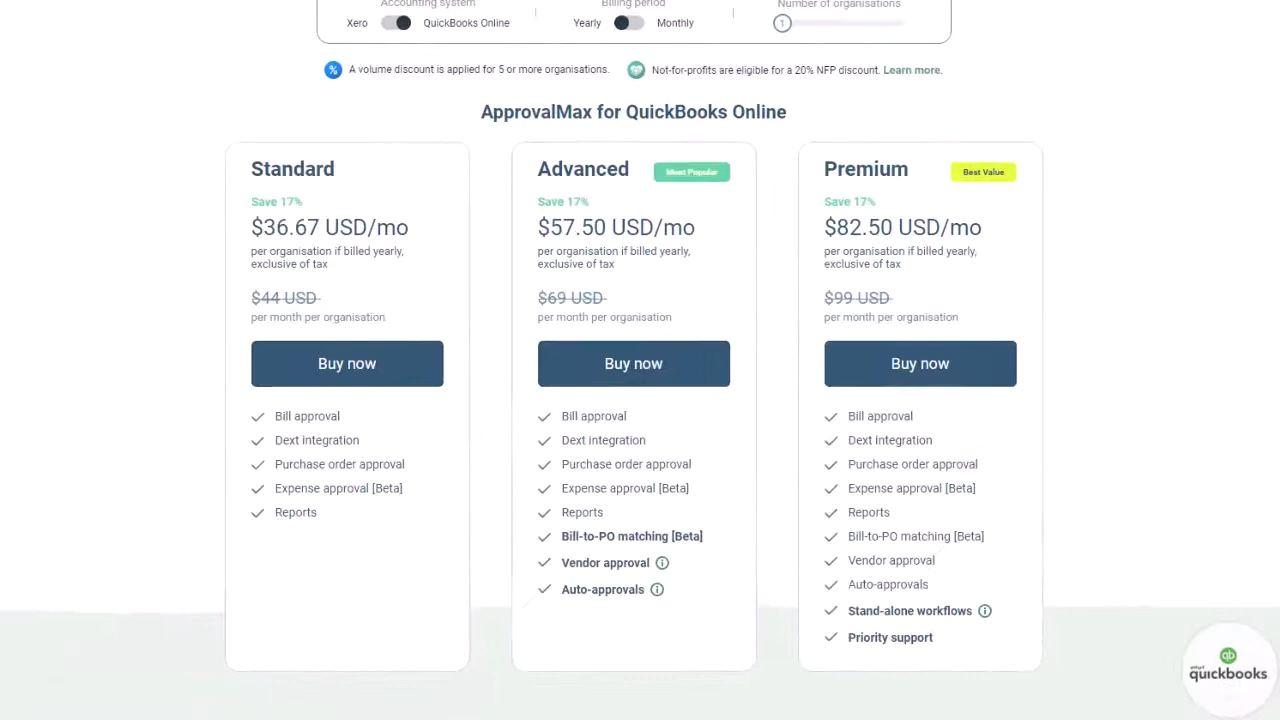 Accounting system
Billing period
Number of organisations
Xero
QuickBooks Online
Yearly
Monthly
1
% A volume discount is applied for 5 or more organisations.
Not-for-profits are eligible for a 20% NFP discount. Learn more.
ApprovalMax for QuickBooks Online
Standard
Save 17%
$36.67 USD/mo
per organisation if billed yearly,
exclusive of tax
$44 USD
per month per organisation
Buy now
Bill approval
Dext integration
Purchase order approval
Expense approval [Beta]
Reports
Advanced
Most Popular
Save 17%
$57.50 USD/mo
per organisation if billed yearly,
exclusive of tax
$69 USD
per month per organisation
Buy now
Bill approval
Dext integration
Purchase order approval
Expense approval [Beta]
Reports
Bill-to-PO matching [Beta]
Vendor approval
Auto-approvals
Premium
Best Value
Save 17%
$82.50 USD/mo
per organisation if billed yearly,
exclusive of tax
$99 USD
per month per organisation
Buy now
Bill approval
Dext integration
Purchase order approval
Expense approval [Beta]
Reports
Bill-to-PO matching [Beta]
Vendor approval
Auto-approvals
Stand-alone workflows
Priority support
qb
quickbooks